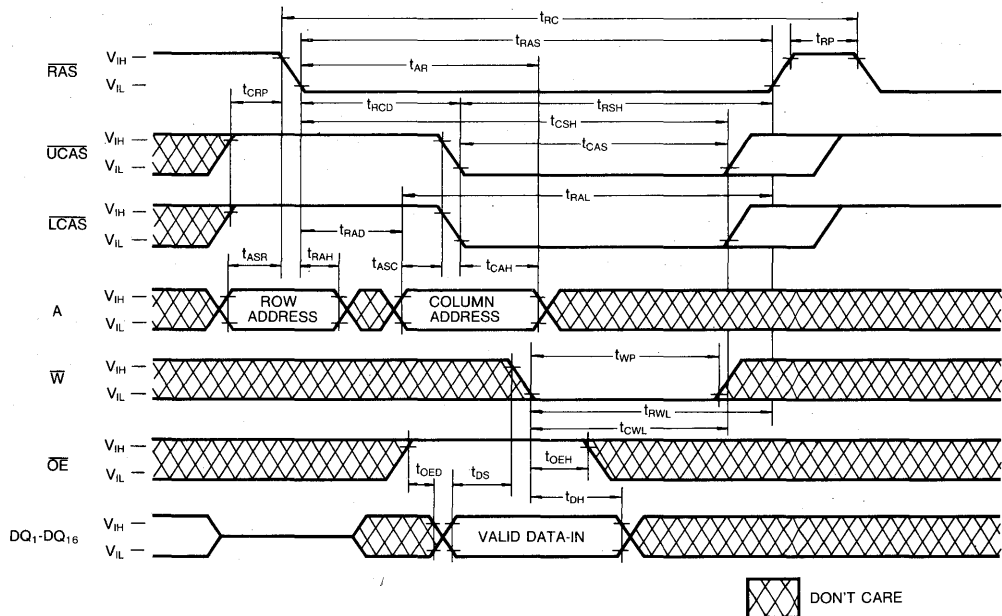 tRC
tRAS
tRP
RAS
VIH
VIL
tAR
tCRP
tRCD
tRSH
tCSH
UCAS
VIH
VIL
tCAS
tRAL
LCAS
VIH
VIL
tRAD
tASR
tRAH
tASC
tCAH
A
VIH
VIL
ROW ADDRESS
COLUMN ADDRESS
W
VIH
VIL
tWP
tRWL
tCWL
OE
VIH
VIL
tOED
tDS
tOEH
tDH
DQ1-DQ16
VIH
VIL
VALID DATA-IN
DON'T CARE